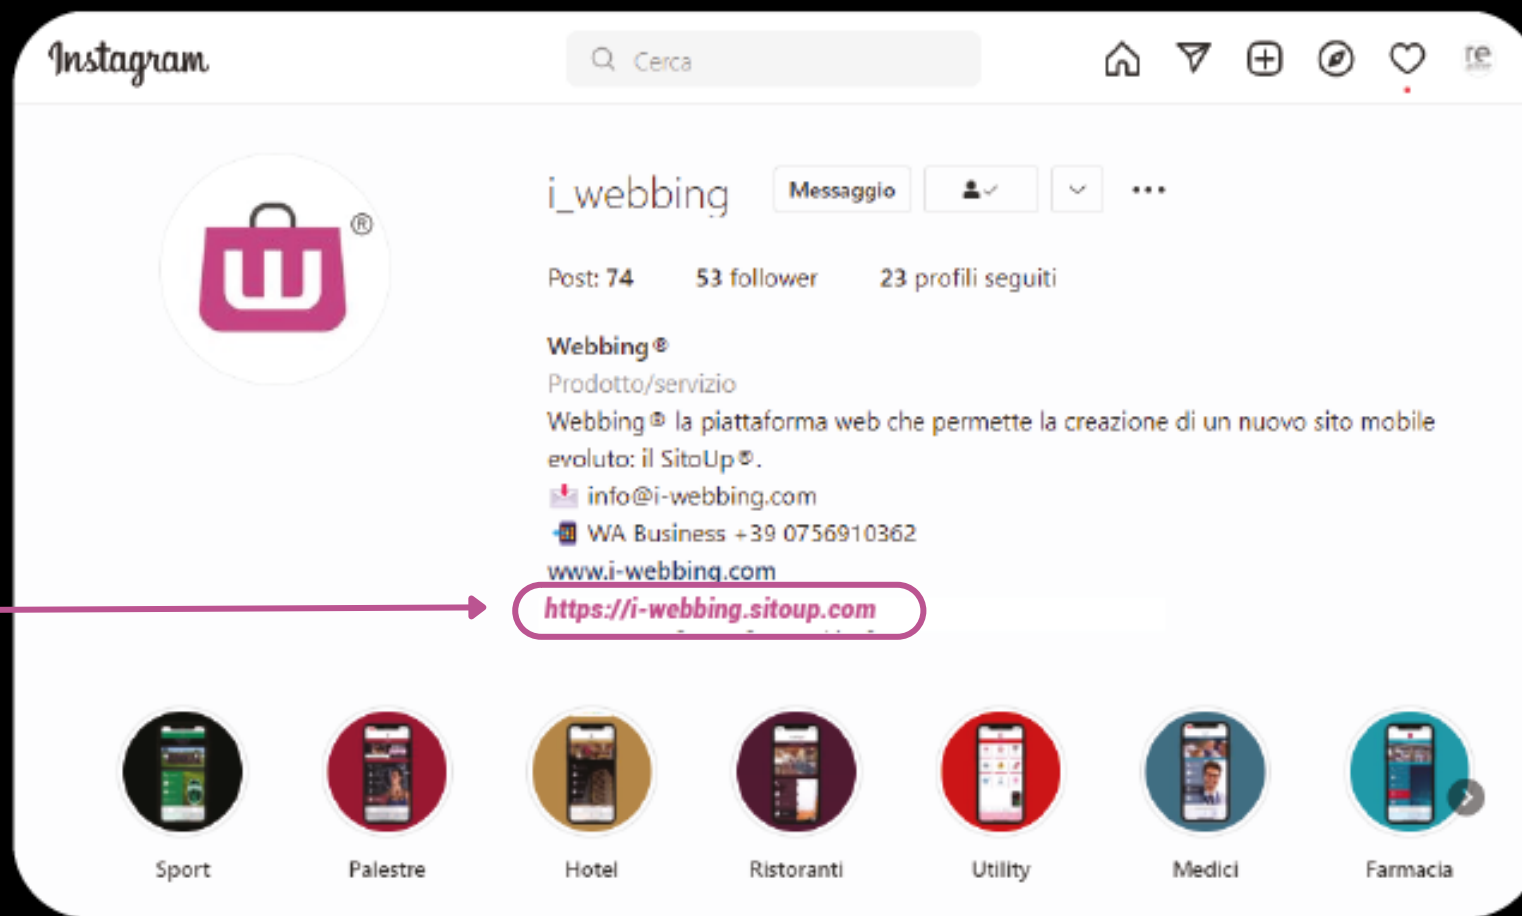 Instagram
Cerca
re
W ®
i_webbing Messaggio
Post: 74 53 follower 23 profili seguiti
Webbing®
Prodotto/servizio
Webbing® la piattaforma web che permette la creazione di un nuovo sito mobile
evoluto: il SitoUp®.
info@i-webbing.com
WA Business +39 0756910362
www.i-webbing.com
https://i-webbing.sitoup.com
Sport Palestre Hotel Ristoranti Utility Medici Farmacia